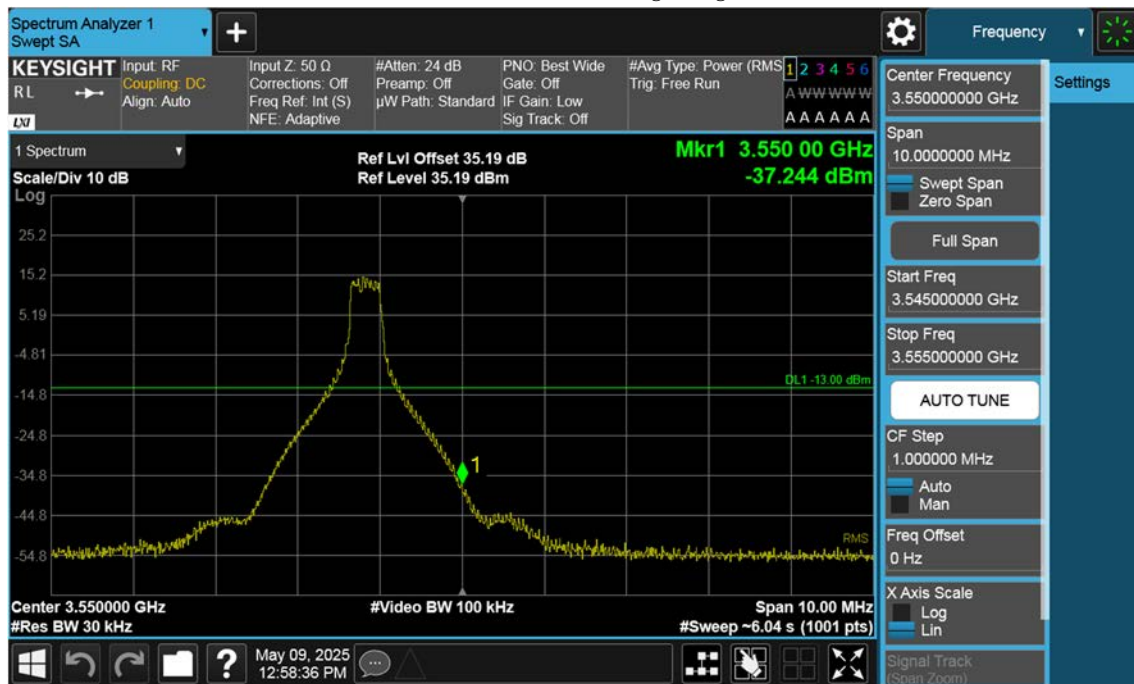 Spectrum Analyzer 1
Swept SA
+
Frequency
KEYSIGHT
RL
LXI
Input: RF
Coupling: DC
Align: Auto
Input Z: 50 Ω
Corrections: Off
Freq Ref: Int (S)
NFE: Adaptive
#Atten: 24 dB
Preamp: Off
µW Path: Standard
PNO: Best Wide
Gate: Off
IF Gain: Low
Sig Track: Off
#Avg Type: Power (RMS
Trig: Free Run
1 2 3 4 5 6
A W W W W W
A A A A A A
1 Spectrum
Scale/Div 10 dB
Ref Lvl Offset 35.19 dB
Ref Level 35.19 dBm
Mkr1 3.550 00 GHz
-37.244 dBm
Log
25.2
15.2
5.19
-4.81
DL1 -13.00 dBm
-14.8
-24.8
1
-34.8
-44.8
RMS
-54.8
Center 3.550000 GHz
#Video BW 100 kHz
Span 10.00 MHz
#Res BW 30 kHz
#Sweep ~6.04 s (1001 pts)
May 09, 2025
12:58:36 PM
?
Center Frequency
3.550000000 GHz
Settings
Span
10.0000000 MHz
Swept Span
Zero Span
Full Span
Start Freq
3.545000000 GHz
Stop Freq
3.555000000 GHz
AUTO TUNE
CF Step
1.000000 MHz
Auto
Man
Freq Offset
0 Hz
X Axis Scale
Log
Lin
Signal Track
(Span Zoom)